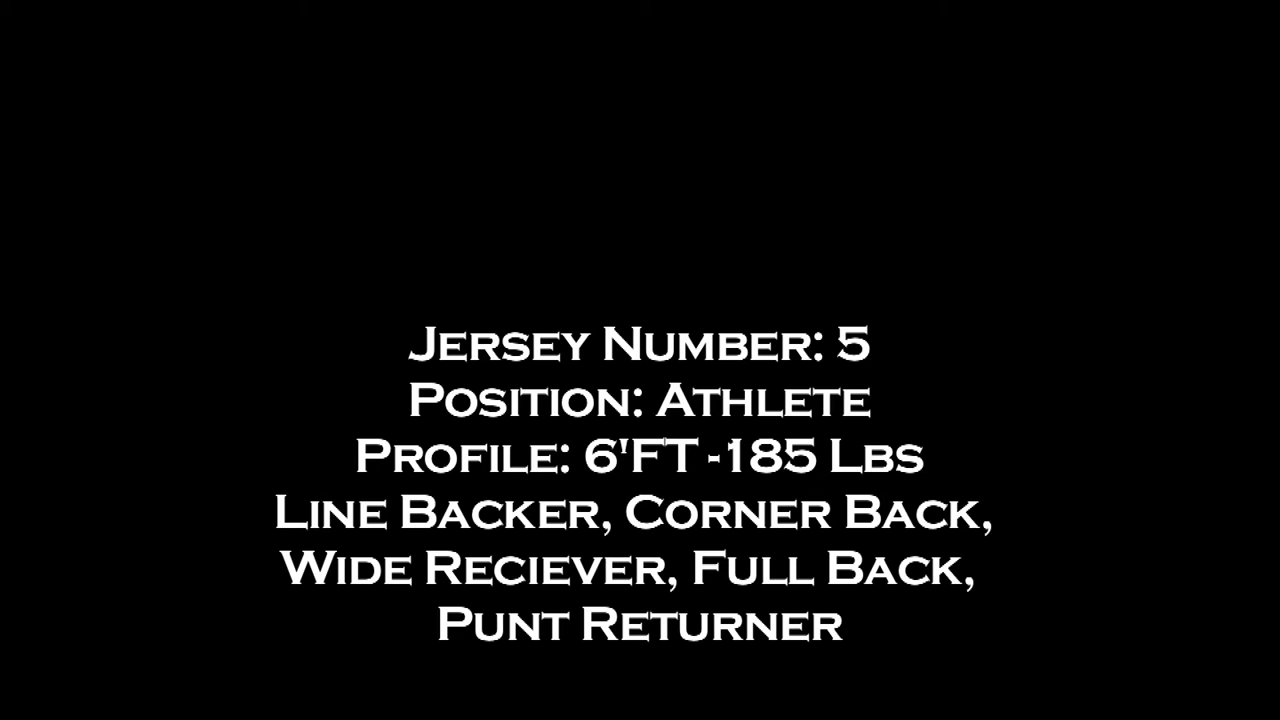 Jersey Number: 5
Position: Athlete
Profile: 6'FT -185 Lbs
Line Backer, Corner Back,
Wide Reciever, Full Back,
Punt Returner